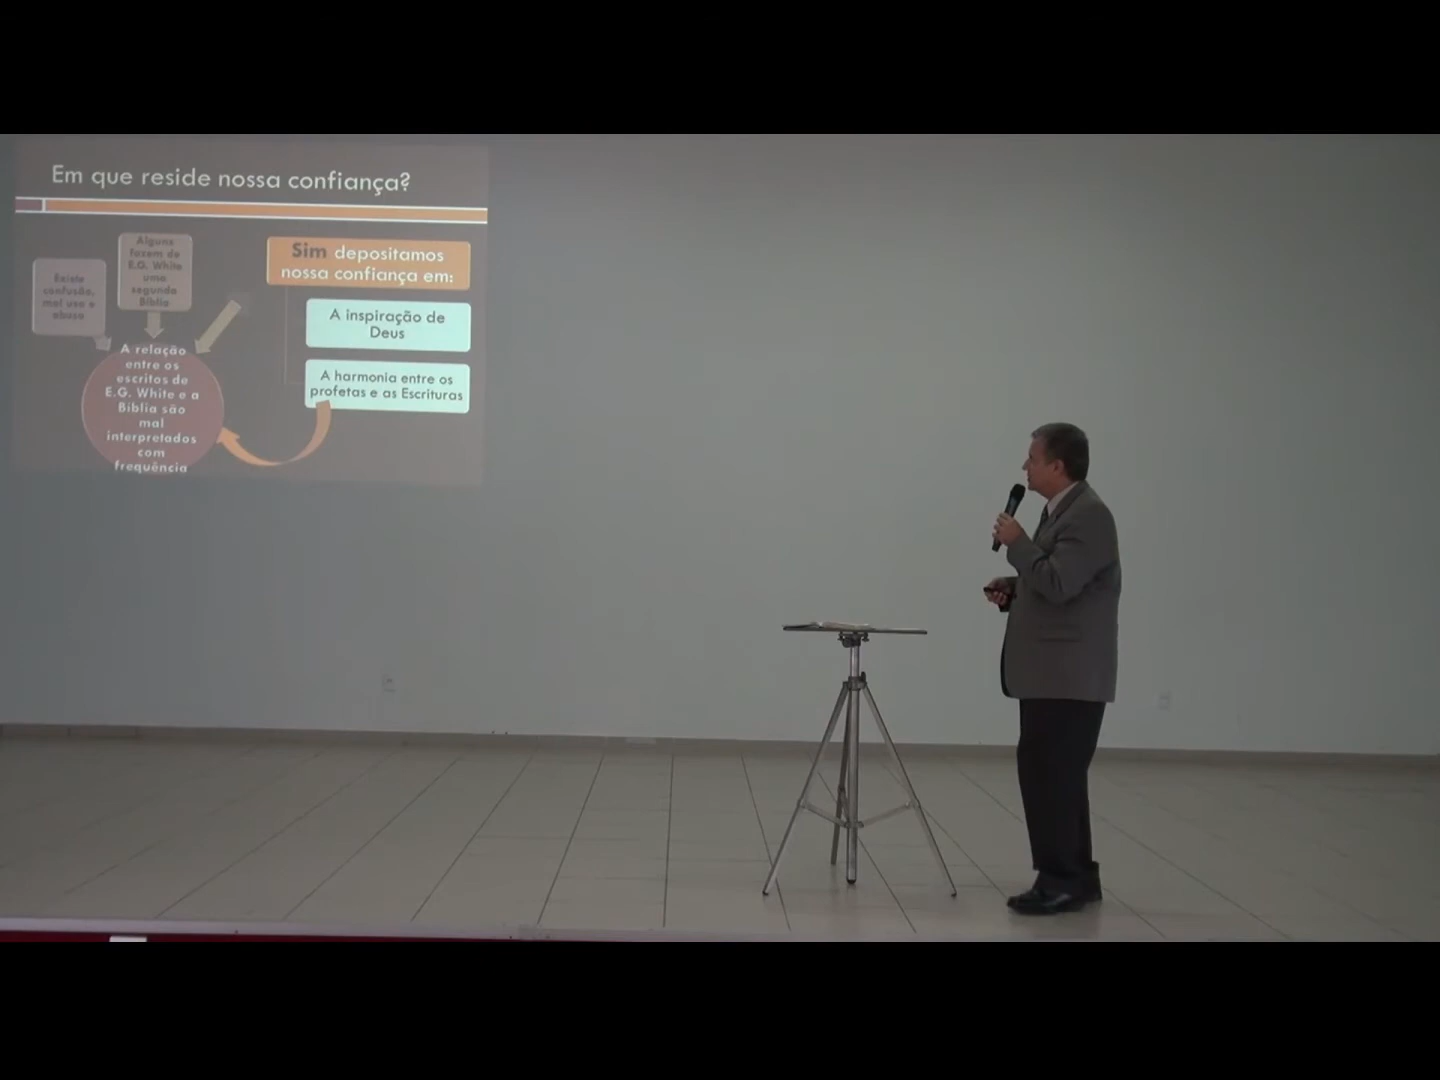 Em que reside nossa confiança?
Alguns
fazem de
E.G. White
uma
segunda
Bíblia
Existe
confusão,
mal uso e
abuso
A relação
entre os
escritos de
E.G. White e a
Bíblia são
mal
interpretados
com
frequência
Sim depositamos
nossa confiança em:
A inspiração de
Deus
A harmonia entre os
profetas e as Escrituras